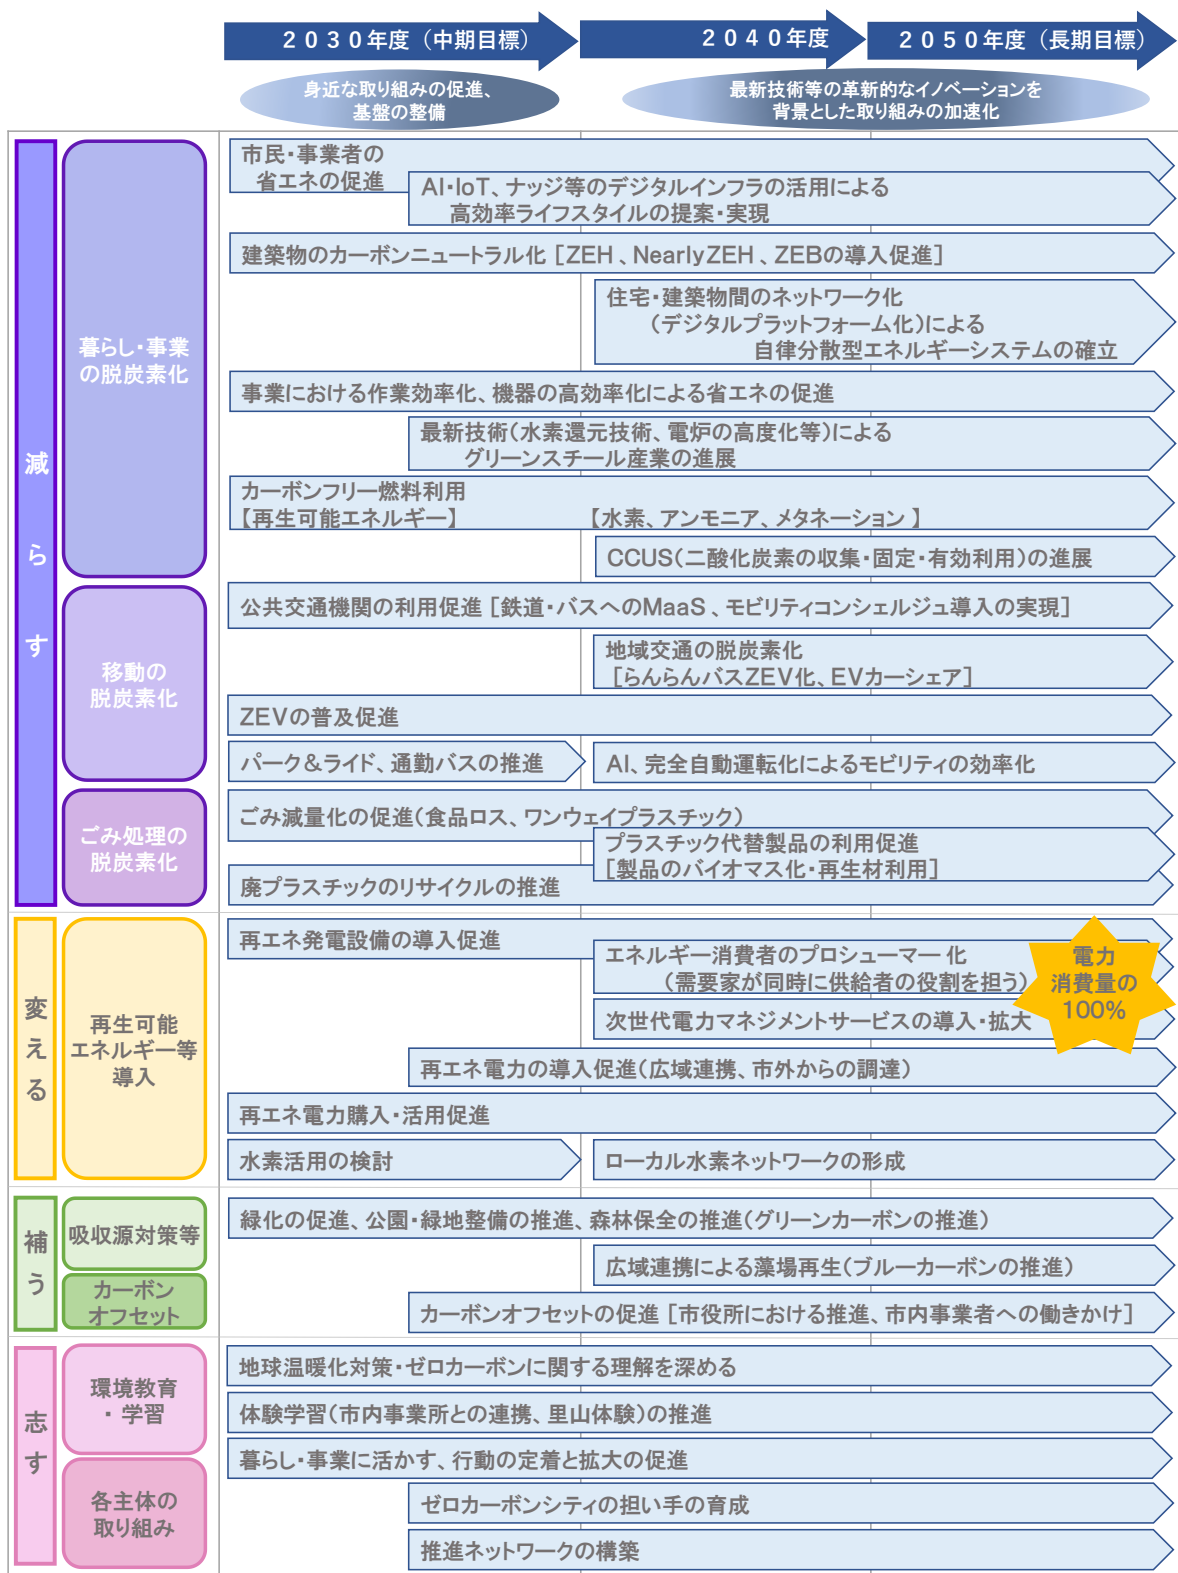 2030年度（中期目標）
2040年度
2050年度（長期目標）
身近な取り組みの促進、
基盤の整備
最新技術等の革新的なイノベーションを
背景とした取り組みの加速化
減らす
暮らし・事業
の脱炭素化
市民・事業者の
省エネの促進
AI・IoT、ナッジ等のデジタルインフラの活用による
高効率ライフスタイルの提案・実現
建築物のカーボンニュートラル化［ZEH、NearlyZEH、ZEBの導入促進］
住宅・建築物間のネットワーク化
（デジタルプラットフォーム化）による
自律分散型エネルギーシステムの確立
事業における作業効率化、機器の高効率化による省エネの促進
最新技術（水素還元技術、電炉の高度化等）による
グリーンスチール産業の進展
カーボンフリー燃料利用
【再生可能エネルギー】　【水素、アンモニア、メタネーション】
CCUS（二酸化炭素の収集・固定・有効利用）の進展
移動の
脱炭素化
公共交通機関の利用促進［鉄道・バスへのMaaS、モビリティコンシェルジュ導入の実現］
地域交通の脱炭素化
［らんらんバスZEV化、EVカーシェア］
ZEVの普及促進
パーク＆ライド、通勤バスの推進
AI、完全自動運転化によるモビリティの効率化
ごみ処理の
脱炭素化
ごみ減量化の促進（食品ロス、ワンウェイプラスチック）
プラスチック代替製品の利用促進
［製品のバイオマス化・再生材利用］
廃プラスチックのリサイクルの推進
変える
再生可能
エネルギー等
導入
再エネ発電設備の導入促進
エネルギー消費者のプロシューマー化
（需要家が同時に供給者の役割を担う）
電力
消費量の
100%
次世代電力マネジメントサービスの導入・拡大
再エネ電力の導入促進（広域連携、市外からの調達）
再エネ電力購入・活用促進
水素活用の検討
ローカル水素ネットワークの形成
補う
吸収源対策等
緑化の促進、公園・緑地整備の推進、森林保全の推進（グリーンカーボンの推進）
広域連携による藻場再生（ブルーカーボンの推進）
カーボン
オフセット
カーボンオフセットの促進［市役所における推進、市内事業者への働きかけ］
志す
環境教育
・学習
地球温暖化対策・ゼロカーボンに関する理解を深める
体験学習（市内事業所との連携、里山体験）の推進
暮らし・事業に活かす、行動の定着と拡大の促進
各主体の
取り組み
ゼロカーボンシティの担い手の育成
推進ネットワークの構築